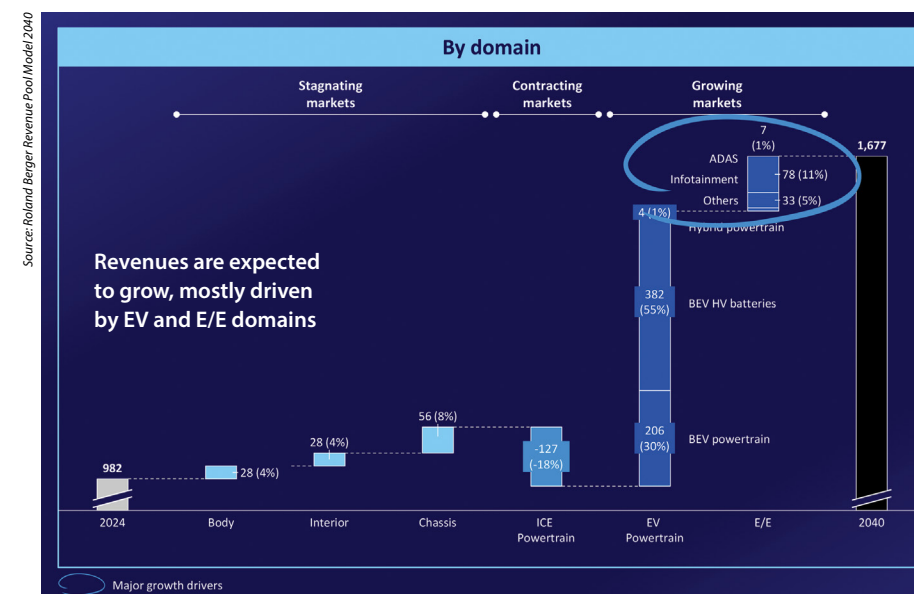 Source: Roland Berger Revenue Pool Model 2040
By domain
Stagnating
markets
Contracting
markets
Growing
markets
7
(1%)
1,677
ADAS
Infotainment
78 (11%)
Others
33 (5%)
4 (1%)
Hybrid powertrain
Revenues are expected
to grow, mostly driven
by EV and E/E domains
382
(55%)
BEV HV batteries
56 (8%)
28 (4%)
206
(30%)
BEV powertrain
-127
(-18%)
982
28 (4%)
2024
Body
Interior
Chassis
ICE
Powertrain
EV
Powertrain
E/E
2040
Major growth drivers